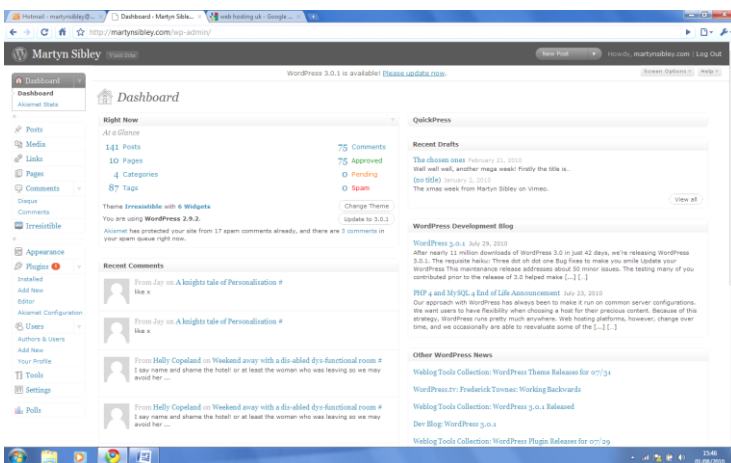 Hotmail - martynsibley@...
Dashboard ‹ Martyn Sible...
web hosting uk - Google ...
http://martynsibley.com/wp-admin/
Martyn Sibley Visit Site
New Post
Howdy, martynsibley.com | Log Out
WordPress 3.0.1 is available! Please update now.
Screen Options Help
Dashboard
Dashboard
Akismet Stats
Posts
Media
Links
Pages
Comments
Disqus
Comments
Irresistible
Appearance
Plugins 1
Installed
Add New
Editor
Akismet Configuration
Users
Authors & Users
Add New
Your Profile
Tools
Settings
Polls
Dashboard
Right Now
At a Glance
141 Posts 75 Comments
10 Pages 75 Approved
4 Categories 0 Pending
87 Tags 0 Spam
Theme Irresistible with 6 Widgets Change Theme
You are using WordPress 2.9.2. Update to 3.0.1
Akismet has protected your site from 17 spam comments already, and there are 3 comments in
your spam queue right now.
Recent Comments
From Jay on A knights tale of Personalisation #
like x
From Jay on A knights tale of Personalisation #
like x
From Helly Copeland on Weekend away with a dis-abled dys-functional room #
I say name and shame the hotel! or at least the woman who was leaving so we may
avoid her ...
From Helly Copeland on Weekend away with a dis-abled dys-functional room #
I say name and shame the hotel! or at least the woman who was leaving so we may
avoid her ...
QuickPress
Recent Drafts
The chosen ones February 21, 2010
Well well well, another mega week! Firstly the title is..
(no title) January 2, 2010
The xmas week from Martyn Sibley on Vimeo.
View all
WordPress Development Blog
WordPress 3.0.1 July 29, 2010
After nearly 11 million downloads of WordPress 3.0 in just 42 days, we're releasing WordPress
3.0.1. The requisite haiku: Three dot oh dot one Bug fixes to make you smile Update your
WordPress This maintenance release addresses about 50 minor issues. The testing many of you
contributed prior to the release of 3.0 helped make [...] [...]
PHP 4 and MySQL 4 End of Life Announcement July 23, 2010
Our approach with WordPress has always been to make it run on common server configurations.
We want users to have flexibility when choosing a host for their precious content. Because of this
strategy, WordPress runs pretty much anywhere. Web hosting platforms, however, change over
time, and we occasionally are able to reevaluate some of the [...] [...]
Other WordPress News
Weblog Tools Collection: WordPress Theme Releases for 07/31
WordPress.tv: Frederick Townes: Working Backwards
Weblog Tools Collection: WordPress 3.0.1 Released
Dev Blog: WordPress 3.0.1
Weblog Tools Collection: WordPress Plugin Releases for 07/29
15:46
01/08/2010